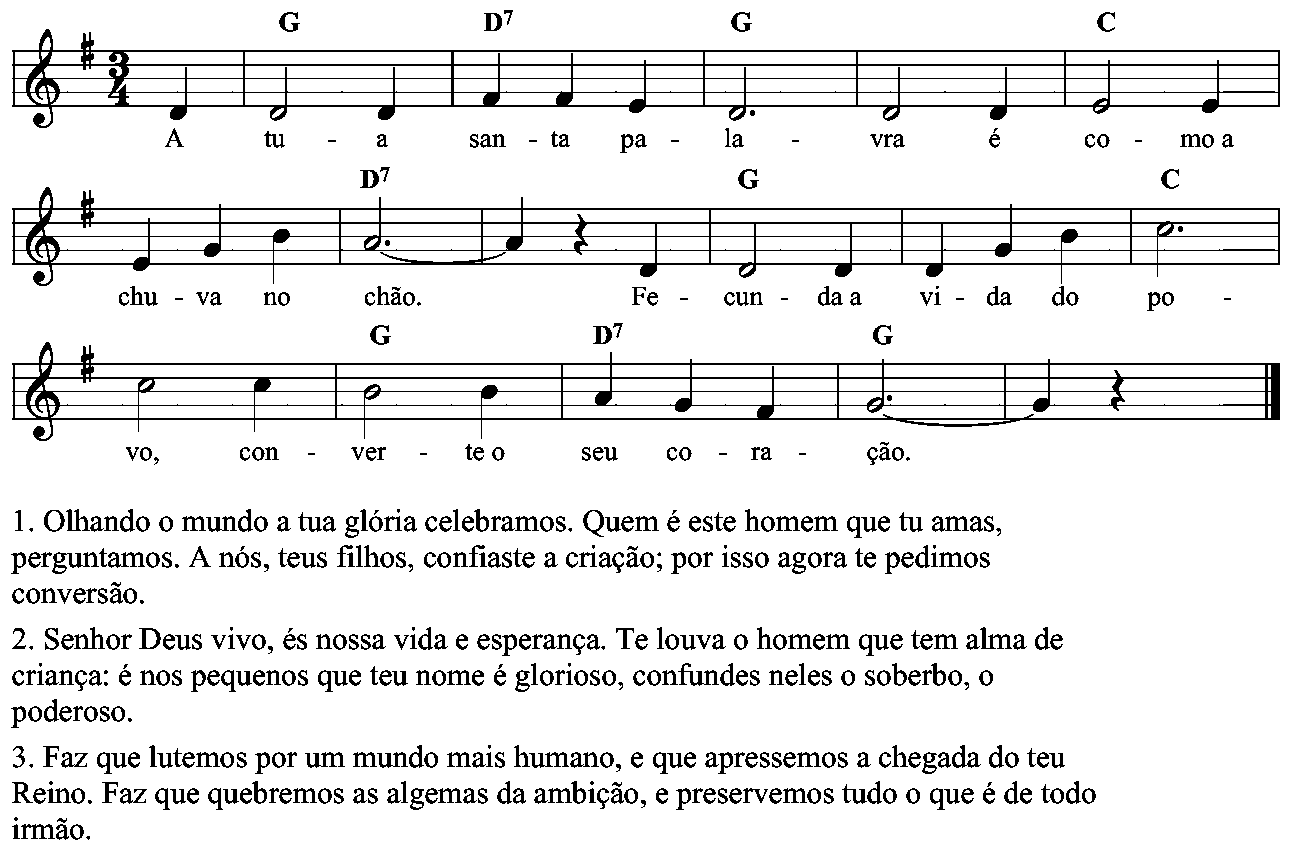 G D7 G C
3
4
A tu - a san - ta pa - la - vra é co - mo a
D7 G C
chu - va no chão. Fe - cun - da a vi - da do po -
G D7 G
vo, con - ver - te o seu co - ra - ção.
1. Olhando o mundo a tua glória celebramos. Quem é este homem que tu amas,
perguntamos. A nós, teus filhos, confiaste a criação; por isso agora te pedimos
conversão.
2. Senhor Deus vivo, és nossa vida e esperança. Te louva o homem que tem alma de
criança: é nos pequenos que teu nome é glorioso, confundes neles o soberbo, o
poderoso.
3. Faz que lutemos por um mundo mais humano, e que apressemos a chegada do teu
Reino. Faz que quebremos as algemas da ambição, e preservemos tudo o que é de todo
irmão.